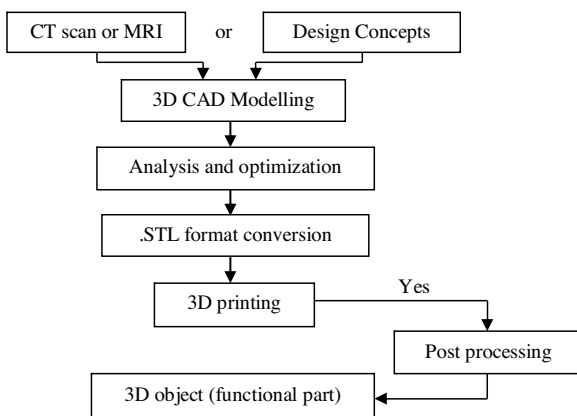 CT scan or MRI or Design Concepts
3D CAD Modelling
Analysis and optimization
.STL format conversion
3D printing
Yes
Post processing
3D object (functional part)